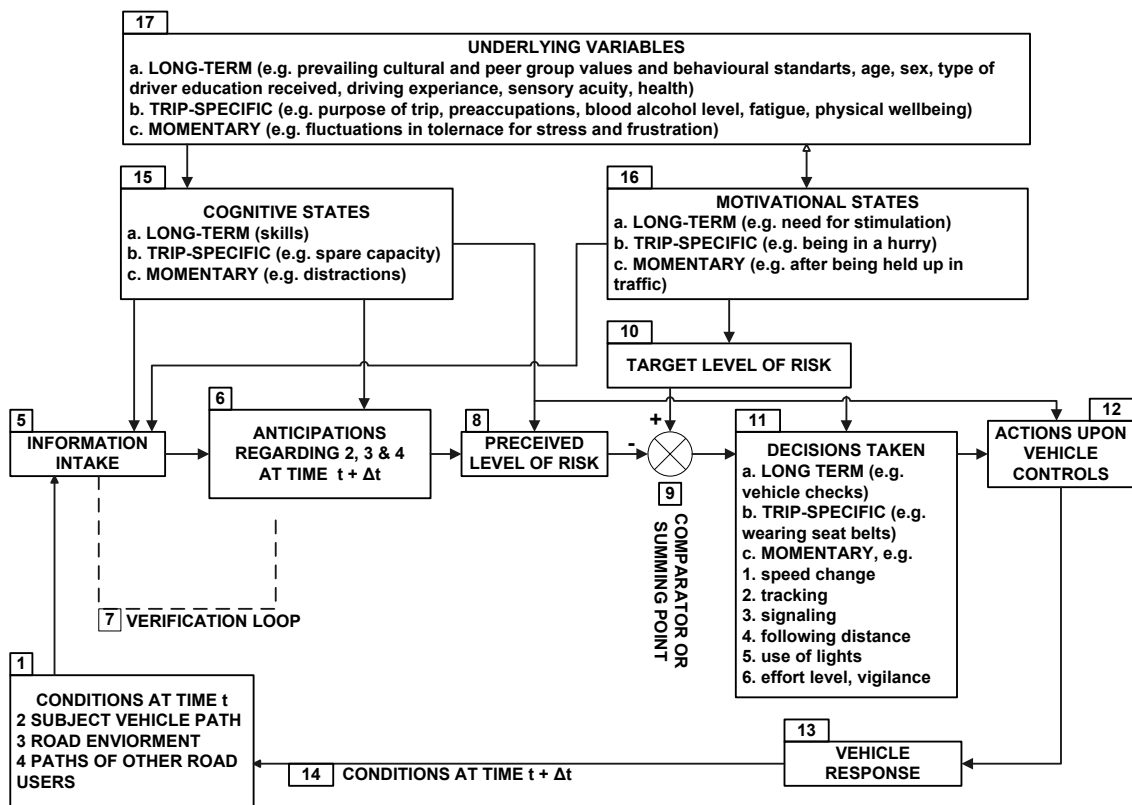 17
UNDERLYING VARIABLES
a. LONG-TERM (e.g. prevailing cultural and peer group values and behavioural standarts, age, sex, type of
driver education received, driving experiance, sensory acuity, health)
b. TRIP-SPECIFIC (e.g. purpose of trip, preaccupations, blood alcohol level, fatigue, physical wellbeing)
c. MOMENTARY (e.g. fluctuations in tolernace for stress and frustration)
15
COGNITIVE STATES
a. LONG-TERM (skills)
b. TRIP-SPECIFIC (e.g. spare capacity)
c. MOMENTARY (e.g. distractions)
16
MOTIVATIONAL STATES
a. LONG-TERM (e.g. need for stimulation)
b. TRIP-SPECIFIC (e.g. being in a hurry)
c. MOMENTARY (e.g. after being held up in
traffic)
10
TARGET LEVEL OF RISK
5
INFORMATION
INTAKE
6
ANTICIPATIONS
REGARDING 2, 3 & 4
AT TIME t + Δt
8
PRECEIVED
LEVEL OF RISK
+
-
9
COMPARATOR OR
SUMMING POINT
11
DECISIONS TAKEN
a. LONG TERM (e.g.
vehicle checks)
b. TRIP-SPECIFIC (e.g.
wearing seat belts)
c. MOMENTARY, e.g.
1. speed change
2. tracking
3. signaling
4. following distance
5. use of lights
6. effort level, vigilance
12
ACTIONS UPON
VEHICLE
CONTROLS
7 VERIFICATION LOOP
1
CONDITIONS AT TIME t
2 SUBJECT VEHICLE PATH
3 ROAD ENVIORMENT
4 PATHS OF OTHER ROAD
USERS
13
VEHICLE
RESPONSE
14 CONDITIONS AT TIME t + Δt